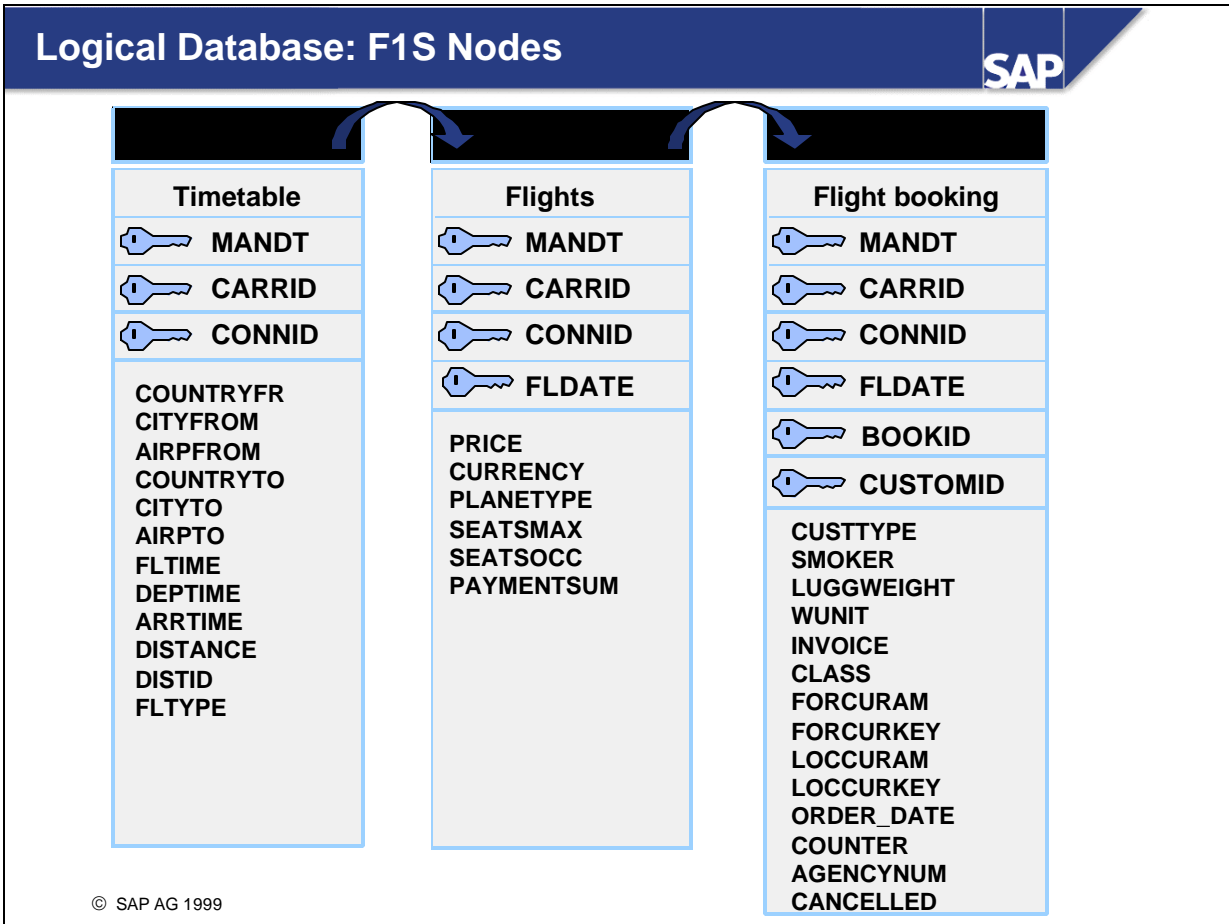 Logical Database: F1S Nodes
SAP
Timetable
MANDT
CARRID
CONNID
COUNTRYFR
CITYFROM
AIRPFROM
COUNTRYTO
CITYTO
AIRPTO
FLTIME
DEPTIME
ARRTIME
DISTANCE
DISTID
FLTYPE
Flights
MANDT
CARRID
CONNID
FLDATE
PRICE
CURRENCY
PLANETYPE
SEATSMAX
SEATSOCC
PAYMENTSUM
Flight booking
MANDT
CARRID
CONNID
FLDATE
BOOKID
CUSTOMID
CUSTTYPE
SMOKER
LUGGWEIGHT
WUNIT
INVOICE
CLASS
FORCURAM
FORCURKEY
LOCCURAM
LOCCURKEY
ORDER_DATE
COUNTER
AGENCYNUM
CANCELLED
© SAP AG 1999